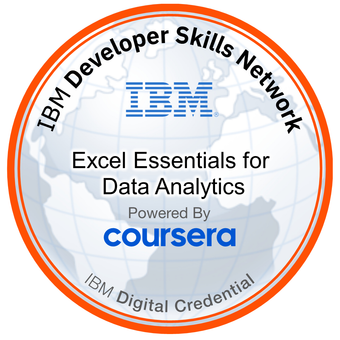 IBM Developer Skills Network
IBM
Excel Essentials for
Data Analytics
Powered By
coursera
IBM Digital Credential